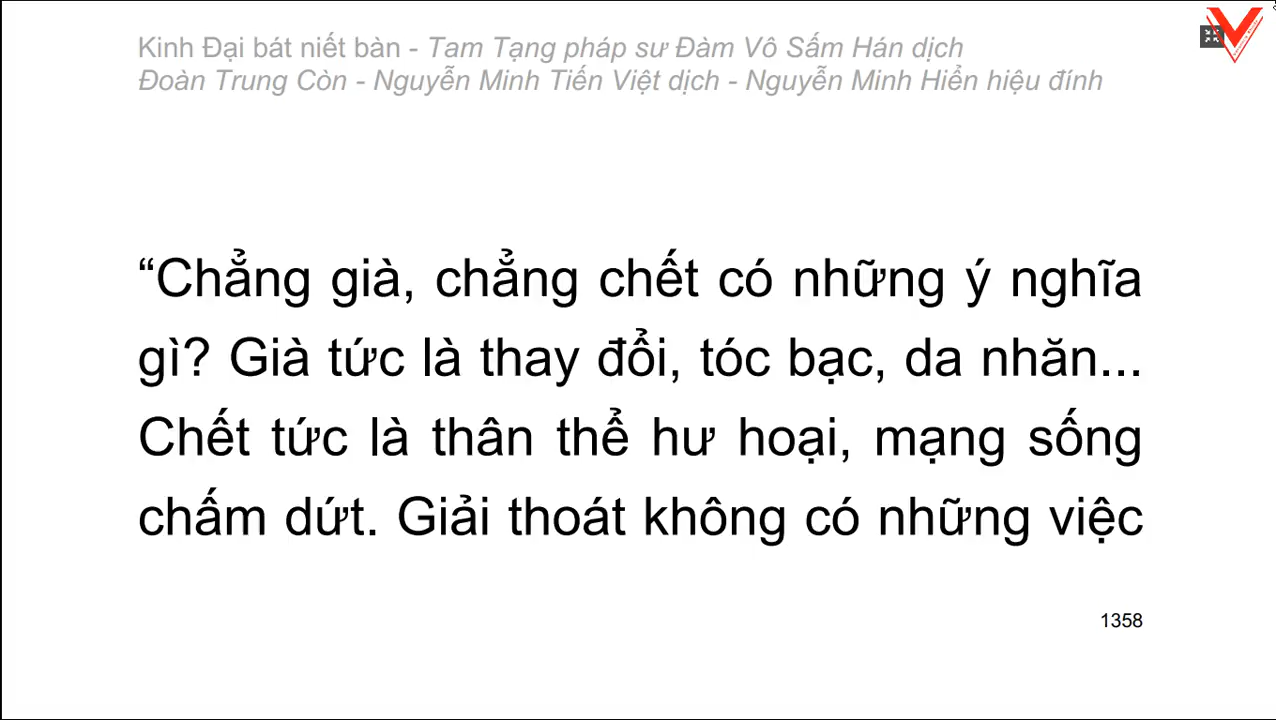 Kinh Đại bát niết bàn - Tam Tạng pháp sư Đàm Vô Sấm Hán dịch
Đoàn Trung Còn - Nguyễn Minh Tiến Việt dịch - Nguyễn Minh Hiển hiệu đính
“Chẳng già, chẳng chết có những ý nghĩa
gì? Già tức là thay đổi, tóc bạc, da nhăn...
Chết tức là thân thể hư hoại, mạng sống
chấm dứt. Giải thoát không có những việc
1358